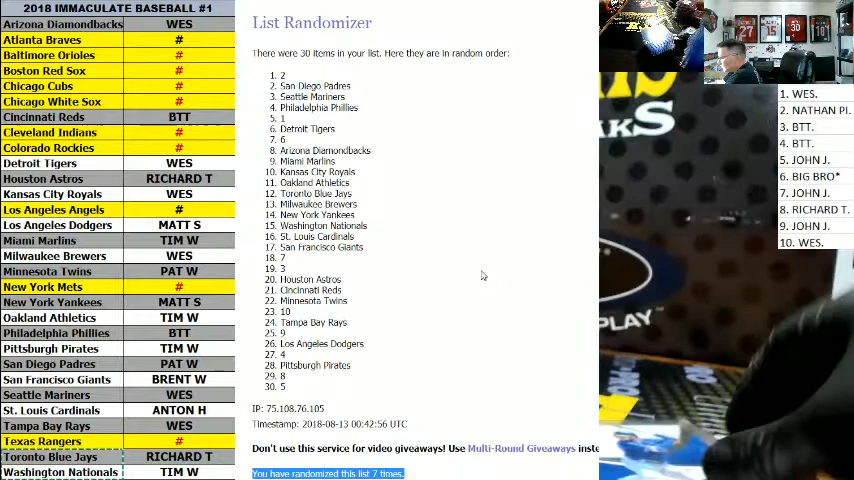 2018 IMMACULATE BASEBALL #1
Arizona Diamondbacks WES
Atlanta Braves #
Baltimore Orioles #
Boston Red Sox #
Chicago Cubs #
Chicago White Sox #
Cincinnati Reds BTT
Cleveland Indians #
Colorado Rockies #
Detroit Tigers WES
Houston Astros RICHARD T
Kansas City Royals WES
Los Angeles Angels #
Los Angeles Dodgers MATT S
Miami Marlins TIM W
Milwaukee Brewers WES
Minnesota Twins PAT W
New York Mets #
New York Yankees MATT S
Oakland Athletics TIM W
Philadelphia Phillies BTT
Pittsburgh Pirates TIM W
San Diego Padres PAT W
San Francisco Giants BRENT W
Seattle Mariners WES
St. Louis Cardinals ANTON H
Tampa Bay Rays WES
Texas Rangers #
Toronto Blue Jays RICHARD T
Washington Nationals TIM W
List Randomizer
There were 30 items in your list. Here they are in random order:
1. 2
2. San Diego Padres
3. Seattle Mariners
4. Philadelphia Phillies
5. 1
6. Detroit Tigers
7. 6
8. Arizona Diamondbacks
9. Miami Marlins
10. Kansas City Royals
11. Oakland Athletics
12. Toronto Blue Jays
13. Milwaukee Brewers
14. New York Yankees
15. Washington Nationals
16. St. Louis Cardinals
17. San Francisco Giants
18. 7
19. 3
20. Houston Astros
21. Cincinnati Reds
22. Minnesota Twins
23. 10
24. Tampa Bay Rays
25. 9
26. Los Angeles Dodgers
27. 4
28. Pittsburgh Pirates
29. 8
30. 5
IP: 75.108.76.105
Timestamp: 2018-08-13 00:42:56 UTC
Don't use this service for video giveaways! Use Multi-Round Giveaways inste
You have randomized this list 7 times.
27 15 30 18
AKS
PLAY
1. WES.
2. NATHAN PI.
3. BTT.
4. BTT.
5. JOHN J.
6. BIG BRO*
7. JOHN J.
8. RICHARD T.
9. JOHN J.
10. WES.